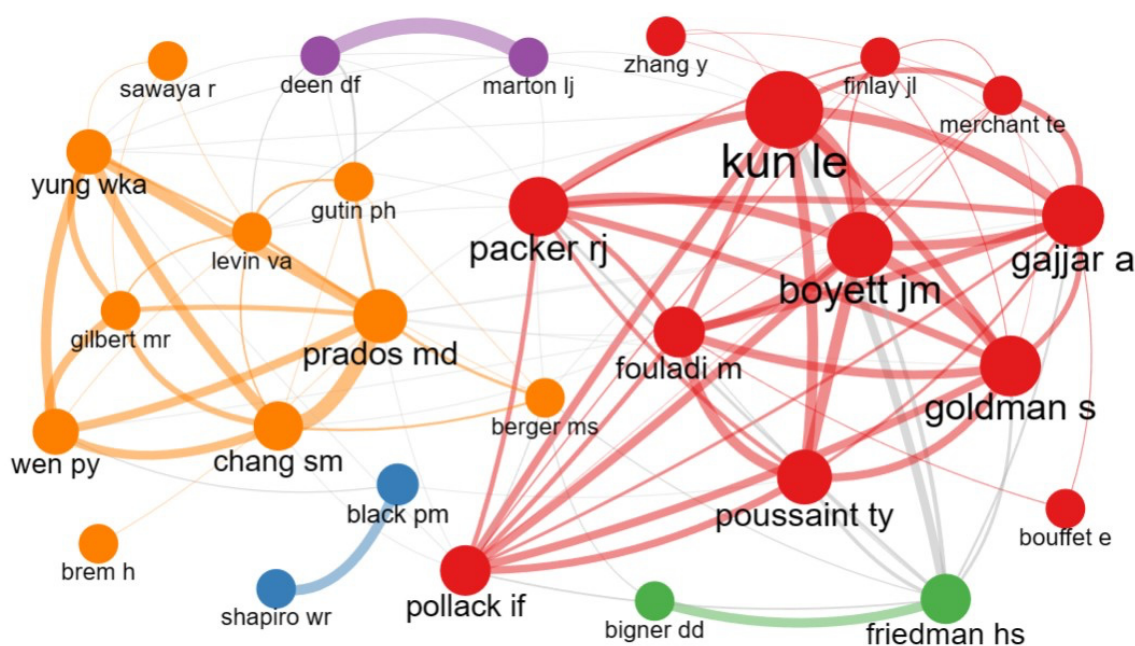 zhang y
finlay jl
deen df
marton lj
sawaya r
merchant te
kun le
yung wka
gutin ph
levin va
packer rj
gajjar a
boyett jm
gilbert mr
prados md
fouladi m
goldman s
berger ms
wen py
chang sm
black pm
poussaint ty
bouffet e
brem h
pollack if
shapiro wr
bigner dd
friedman hs